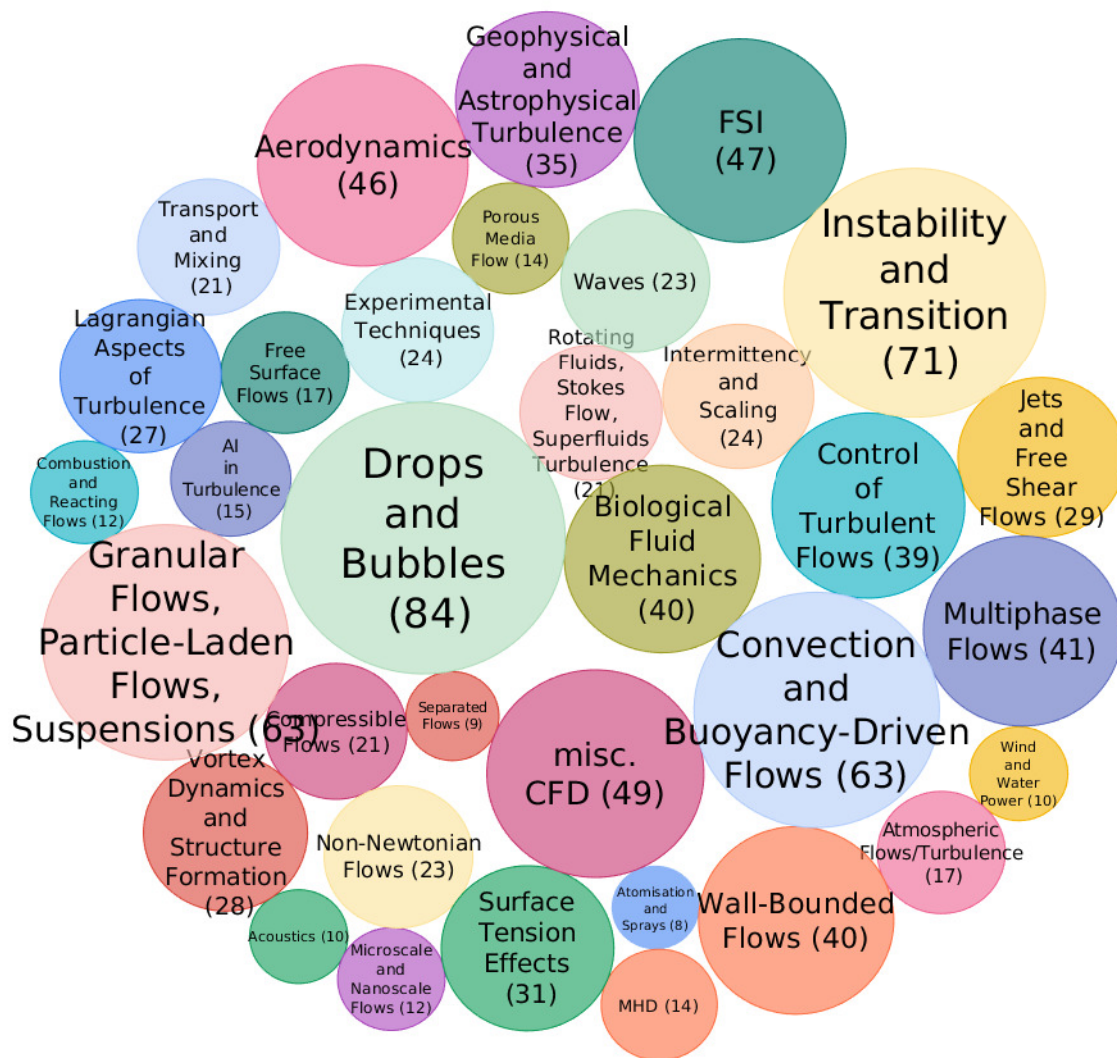 Geophysical
and
Astrophysical
Turbulence
(35)
FSI
(47)
Aerodynamics
(46)
Instability
and
Transition
(71)
Transport
and
Mixing
(21)
Porous
Media
Flow (14)
Waves (23)
Experimental
Techniques
(24)
Lagrangian
Aspects
of
Turbulence
(27)
Free
Surface
Flows (17)
Rotating
Fluids,
Stokes
Flow,
Superfluids
Turbulence
(21)
Intermittency
and
Scaling
(24)
Jets
and
Free
Shear
Flows (29)
Combustion
and
Reacting
Flows (12)
AI
in
Turbulence
(15)
Drops
and
Bubbles
(84)
Control
of
Turbulent
Flows (39)
Biological
Fluid
Mechanics
(40)
Granular
Flows,
Particle-Laden
Flows,
Suspensions (63)
Multiphase
Flows (41)
Convection
and
Buoyancy-Driven
Flows (63)
Compressible
Flows (21)
Separated
Flows (9)
misc.
CFD (49)
Wind
and
Water
Power (10)
Vortex
Dynamics
and
Structure
Formation
(28)
Non-Newtonian
Flows (23)
Atmospheric
Flows/Turbulence
(17)
Atomisation
and
Sprays (8)
Wall-Bounded
Flows (40)
Surface
Tension
Effects
(31)
Acoustics (10)
Microscale
and
Nanoscale
Flows (12)
MHD (14)